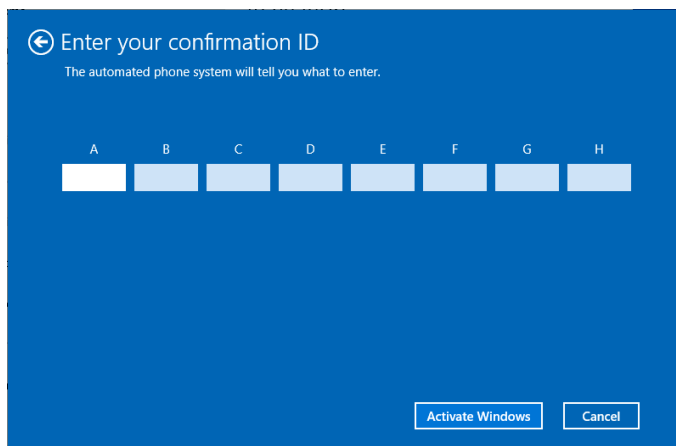 Enter your confirmation ID
The automated phone system will tell you what to enter.
A B C D E F G H
Activate Windows Cancel